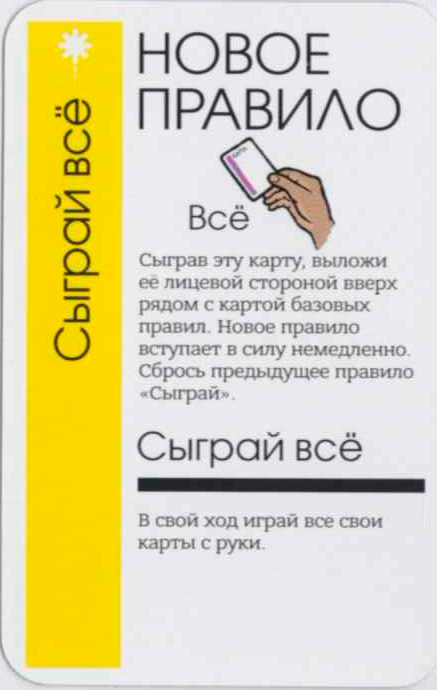 Сыграй всё
НОВОЕ
ПРАВИЛО
Всё
Сыграв эту карту, выложи
её лицевой стороной вверх
рядом с картой базовых
правил. Новое правило
вступает в силу немедленно.
Сбрось предыдущее правило
«Сыграй».
Сыграй всё
В свой ход играй все свои
карты с руки.